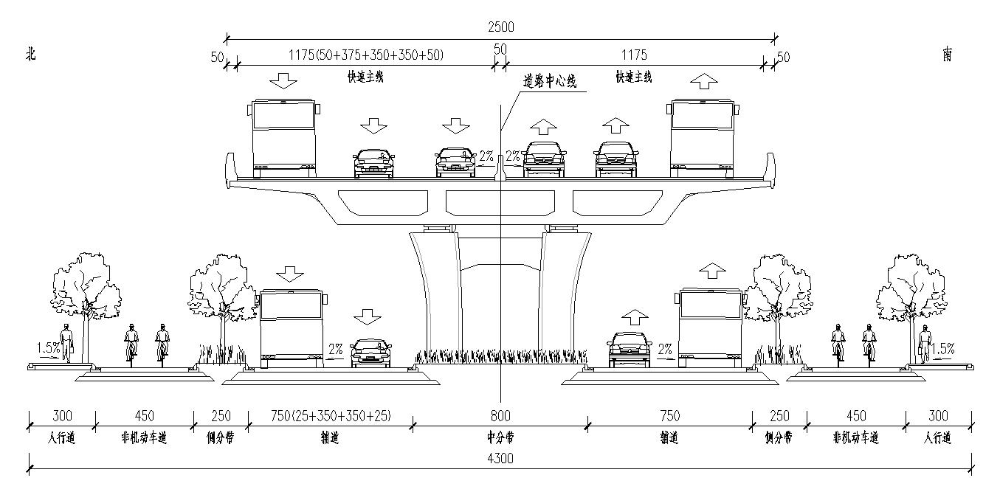 2500
北 50 1175(50+375+350+350+50) 50 1175 50 南
快速主线 道路中心线 快速主线
2% 2%
1.5% 2% 2% 1.5%
300 450 250 750(25+350+350+25) 800 750 250 450 300
人行道 非机动车道 侧分带 辅道 中分带 辅道 侧分带 非机动车道 人行道
4300